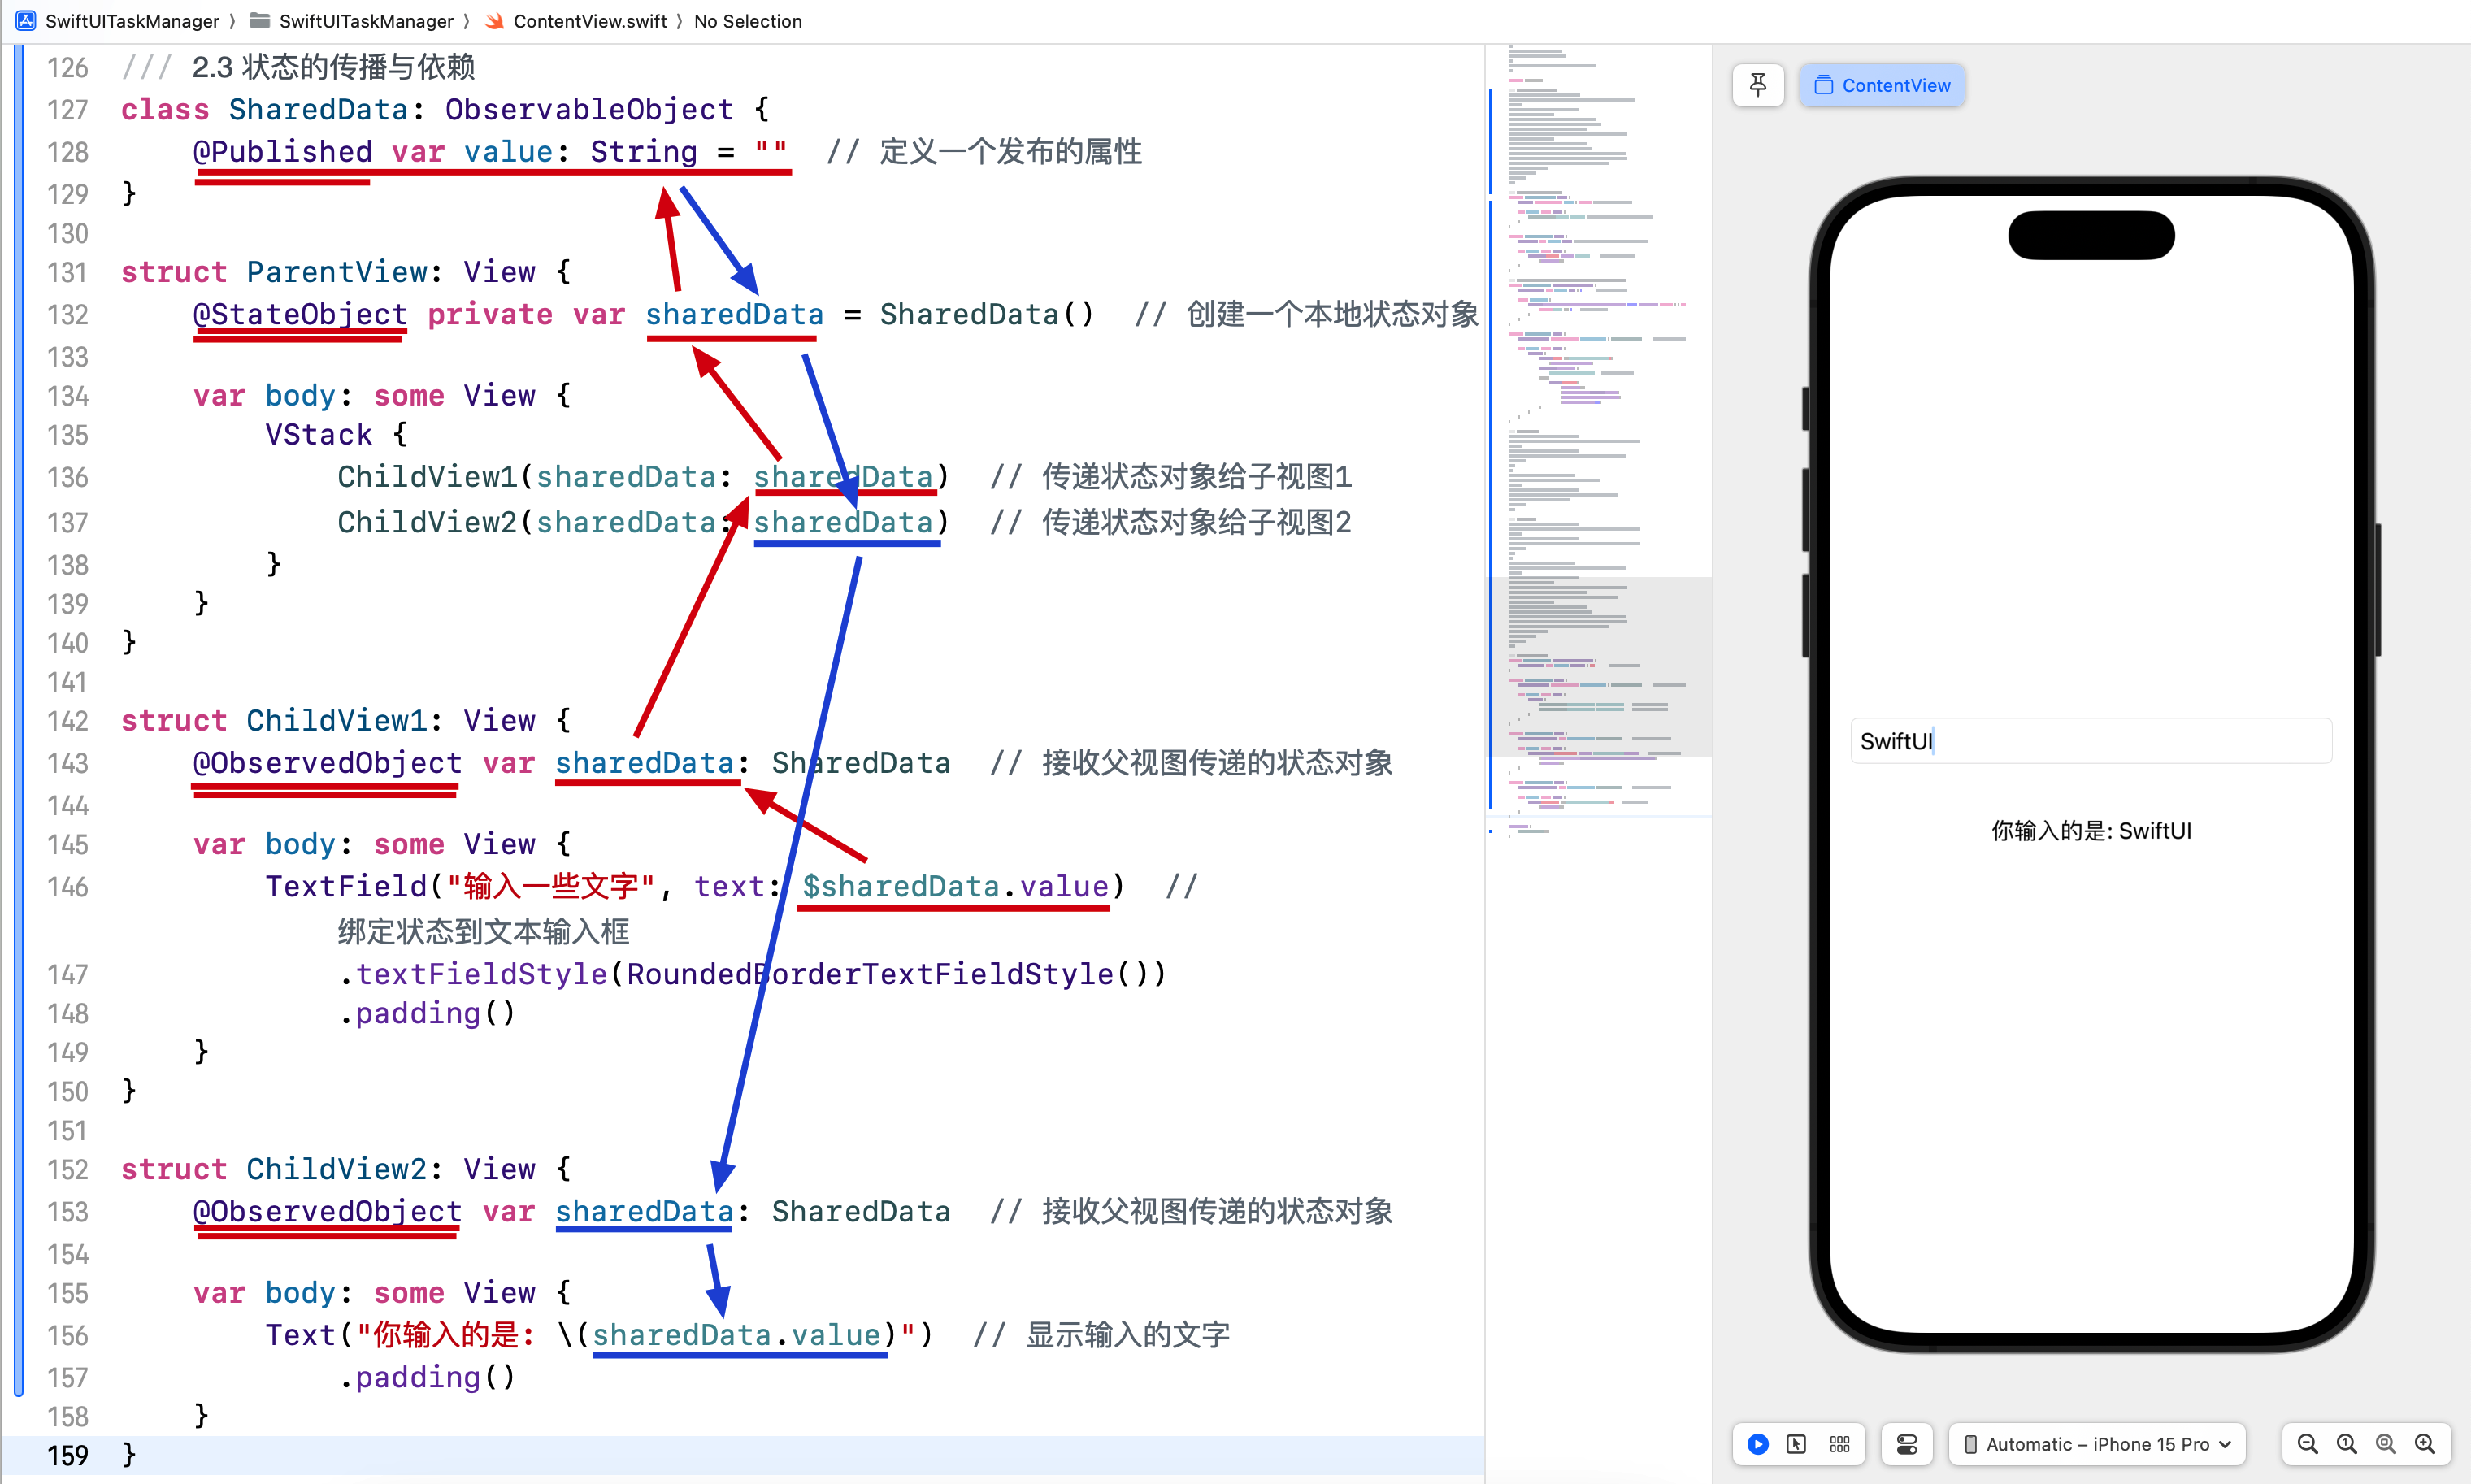 SwiftUITaskManager 〉 SwiftUITaskManager 〉 ContentView.swift 〉 No Selection
126 /// 2.3 状态的传播与依赖
127 class SharedData: ObservableObject {
128     @Published var value: String = ""  // 定义一个发布的属性
129 }
130
131 struct ParentView: View {
132     @StateObject private var sharedData = SharedData()  // 创建一个本地状态对象
133
134     var body: some View {
135         VStack {
136             ChildView1(sharedData: sharedData)  // 传递状态对象给子视图1
137             ChildView2(sharedData: sharedData)  // 传递状态对象给子视图2
138         }
139     }
140 }
141
142 struct ChildView1: View {
143     @ObservedObject var sharedData: SharedData  // 接收父视图传递的状态对象
144
145     var body: some View {
146         TextField("输入一些文字", text: $sharedData.value)  //
绑定状态到文本输入框
147             .textFieldStyle(RoundedBorderTextFieldStyle())
148             .padding()
149     }
150 }
151
152 struct ChildView2: View {
153     @ObservedObject var sharedData: SharedData  // 接收父视图传递的状态对象
154
155     var body: some View {
156         Text("你输入的是: \(sharedData.value)")  // 显示输入的文字
157             .padding()
158     }
159 }
ContentView
SwiftUI
你输入的是: SwiftUI
Automatic – iPhone 15 Pro